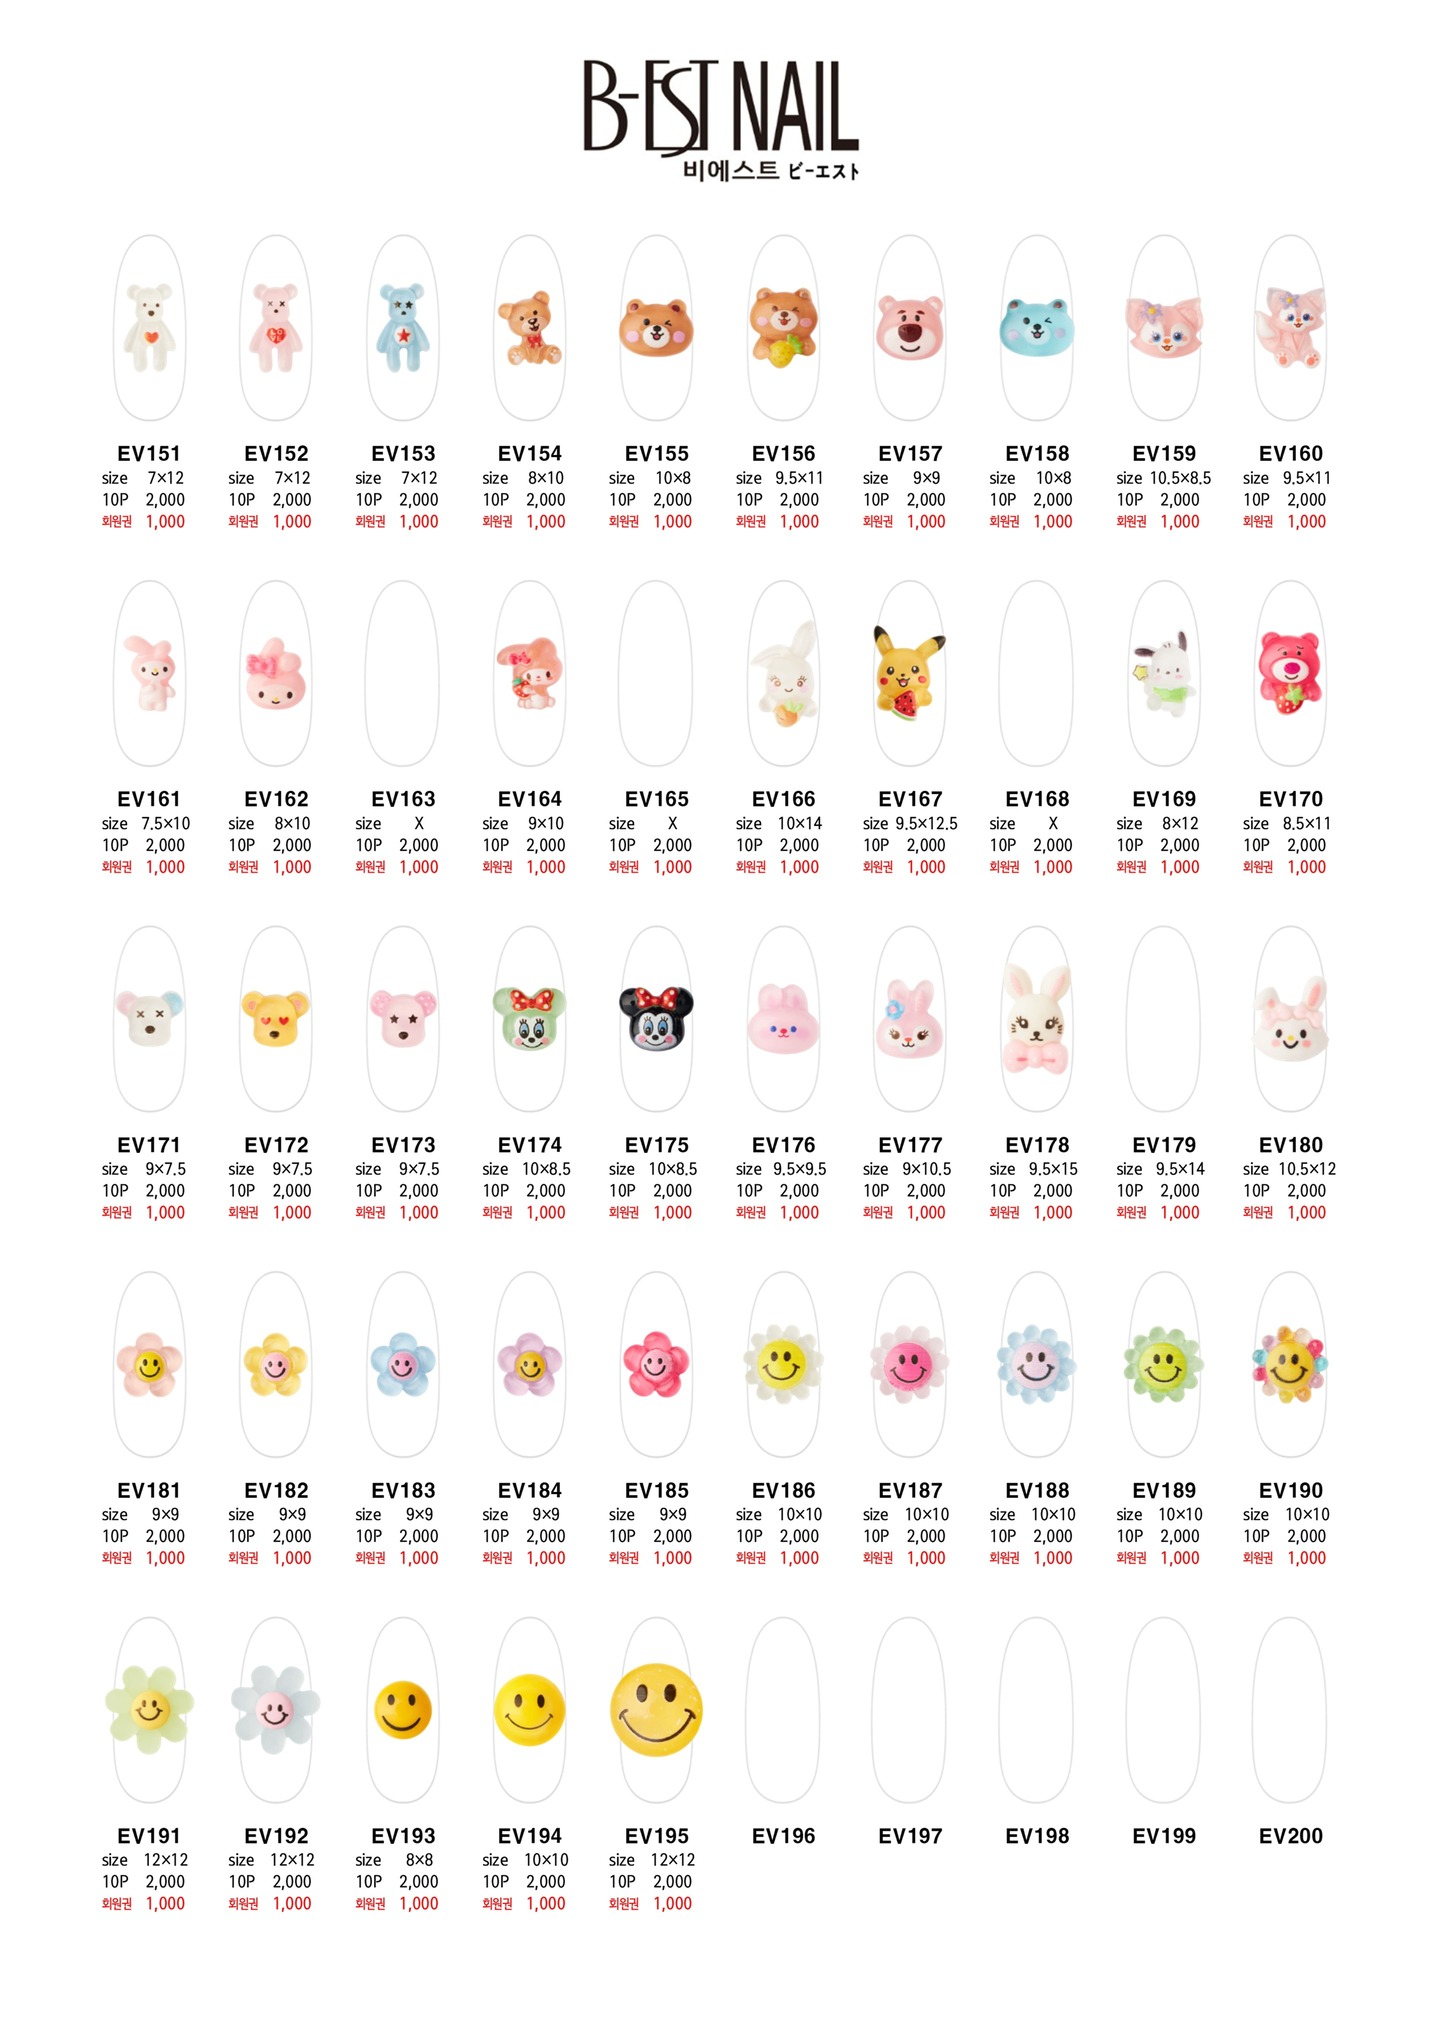 B-EST NAIL
비에스트 ビーエスト
EV151 EV152 EV153 EV154 EV155 EV156 EV157 EV158 EV159 EV160
size 7×12 size 7×12 size 7×12 size 8×10 size 10×8 size 9.5×11 size 9×9 size 10×8 size 10.5×8.5 size 9.5×11
10P 2,000 10P 2,000 10P 2,000 10P 2,000 10P 2,000 10P 2,000 10P 2,000 10P 2,000 10P 2,000 10P 2,000
회원권 1,000 회원권 1,000 회원권 1,000 회원권 1,000 회원권 1,000 회원권 1,000 회원권 1,000 회원권 1,000 회원권 1,000 회원권 1,000
EV161 EV162 EV163 EV164 EV165 EV166 EV167 EV168 EV169 EV170
size 7.5×10 size 8×10 size X size 9×10 size X size 10×14 size 9.5×12.5 size X size 8×12 size 8.5×11
10P 2,000 10P 2,000 10P 2,000 10P 2,000 10P 2,000 10P 2,000 10P 2,000 10P 2,000 10P 2,000 10P 2,000
회원권 1,000 회원권 1,000 회원권 1,000 회원권 1,000 회원권 1,000 회원권 1,000 회원권 1,000 회원권 1,000 회원권 1,000 회원권 1,000
EV171 EV172 EV173 EV174 EV175 EV176 EV177 EV178 EV179 EV180
size 9×7.5 size 9×7.5 size 9×7.5 size 10×8.5 size 10×8.5 size 9.5×9.5 size 9×10.5 size 9.5×15 size 9.5×14 size 10.5×12
10P 2,000 10P 2,000 10P 2,000 10P 2,000 10P 2,000 10P 2,000 10P 2,000 10P 2,000 10P 2,000 10P 2,000
회원권 1,000 회원권 1,000 회원권 1,000 회원권 1,000 회원권 1,000 회원권 1,000 회원권 1,000 회원권 1,000 회원권 1,000 회원권 1,000
EV181 EV182 EV183 EV184 EV185 EV186 EV187 EV188 EV189 EV190
size 9×9 size 9×9 size 9×9 size 9×9 size 9×9 size 10×10 size 10×10 size 10×10 size 10×10 size 10×10
10P 2,000 10P 2,000 10P 2,000 10P 2,000 10P 2,000 10P 2,000 10P 2,000 10P 2,000 10P 2,000 10P 2,000
회원권 1,000 회원권 1,000 회원권 1,000 회원권 1,000 회원권 1,000 회원권 1,000 회원권 1,000 회원권 1,000 회원권 1,000 회원권 1,000
EV191 EV192 EV193 EV194 EV195 EV196 EV197 EV198 EV199 EV200
size 12×12 size 12×12 size 8×8 size 10×10 size 12×12
10P 2,000 10P 2,000 10P 2,000 10P 2,000 10P 2,000
회원권 1,000 회원권 1,000 회원권 1,000 회원권 1,000 회원권 1,000